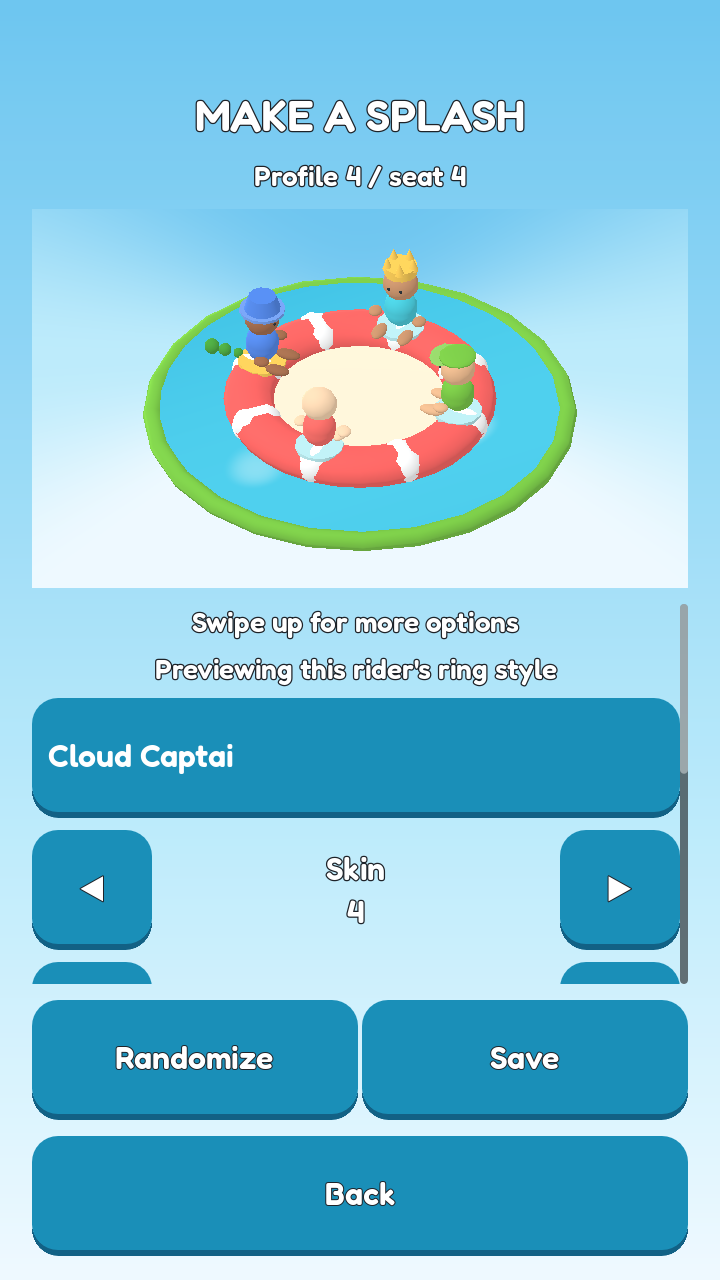 MAKE A SPLASH
Profile 4 / seat 4
Swipe up for more options
Previewing this rider's ring style
Cloud Captai
Skin
4
Randomize
Save
Back